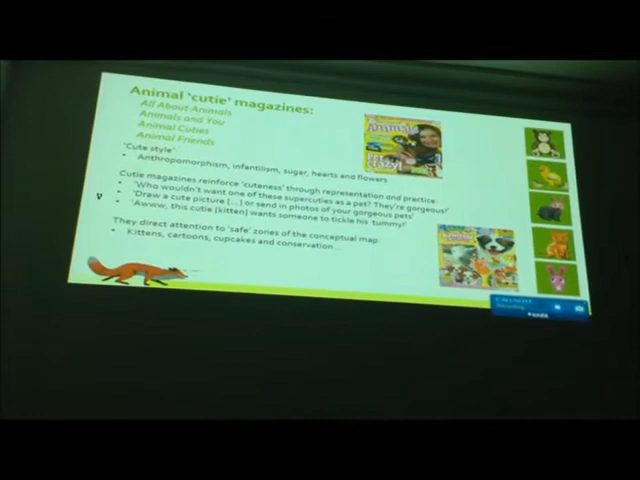 Animal 'cutie' magazines:
All About Animals
Animals and You
Animal Cuties
Animal Friends
'Cute style':
• Anthropomorphism, infantilism, sugar, hearts and flowers
Cutie magazines reinforce 'cuteness' through representation and practice:
• 'Who wouldn't want one of these supercuties as a pet? They're gorgeous!'
• 'Draw a cute picture [...] or send in photos of your gorgeous pets'
• 'Awww, this cutie (kitten) wants someone to tickle his tummy!'
They direct attention to 'safe' zones of the conceptual map:
• Kittens, cartoons, cupcakes and conservation...
Animals